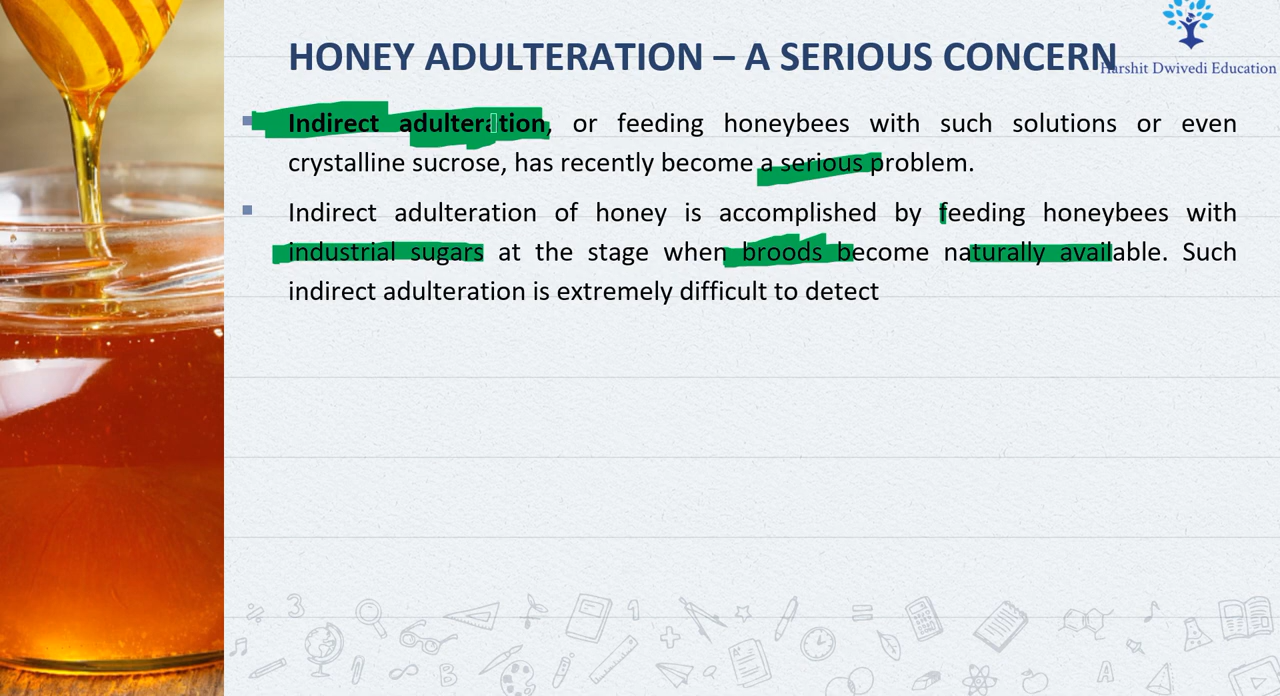 HONEY ADULTERATION – A SERIOUS CONCERN
Harshit Dwivedi Education
Indirect adulteration, or feeding honeybees with such solutions or even
crystalline sucrose, has recently become a serious problem.
Indirect adulteration of honey is accomplished by feeding honeybees with
industrial sugars at the stage when broods become naturally available. Such
indirect adulteration is extremely difficult to detect